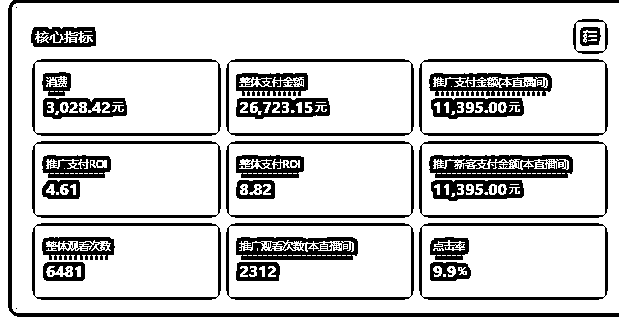 核心指标
消费
3,028.42元
整体支付金额
26,723.15元
推广支付金额(本直播间)
11,395.00元
推广支付ROI
4.61
整体支付ROI
8.82
推广新客支付金额(本直播间)
11,395.00元
整体观看次数
6481
推广观看次数(本直播间)
2312
点击率
9.9%